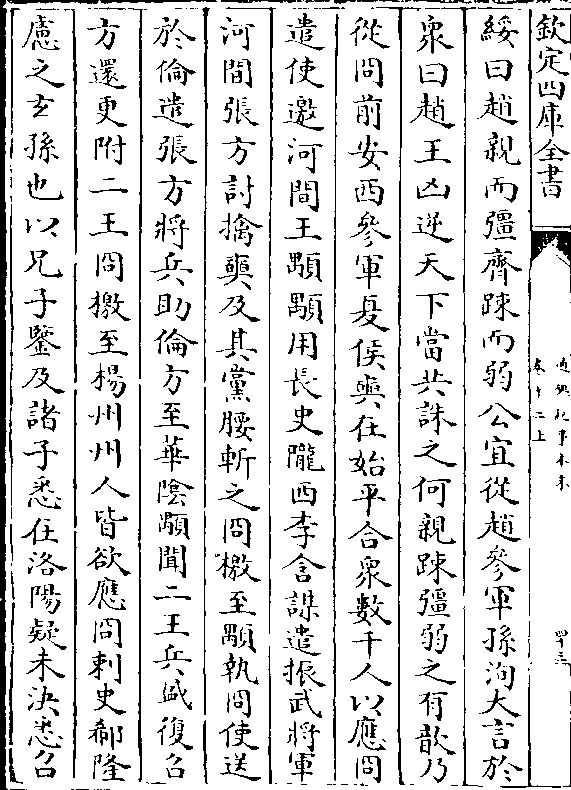 欽定四庫全書
通鑑紀事本末
卷十二上
四十三
綏曰趙親而彊齊踈而弱公宜從趙參軍孫洵大言於
衆曰趙王凶逆天下當共誅之何親踈彊弱之有歆乃
從冏前安西參軍夏侯奭在始平合衆數千人以應冏
遣使邀河間王顒顒用長史隴西李含謀遣振武將軍
河間張方討擒奭及其黨腰斬之冏檄至顒執冏使送
於倫遣張方將兵助倫方至華陰顒聞二王兵盛復召
方還更附二王冏檄至楊州州人皆欲應冏刺史郗隆
慮之玄孫也以兄子鑒及諸子悉在洛陽疑未決悉召